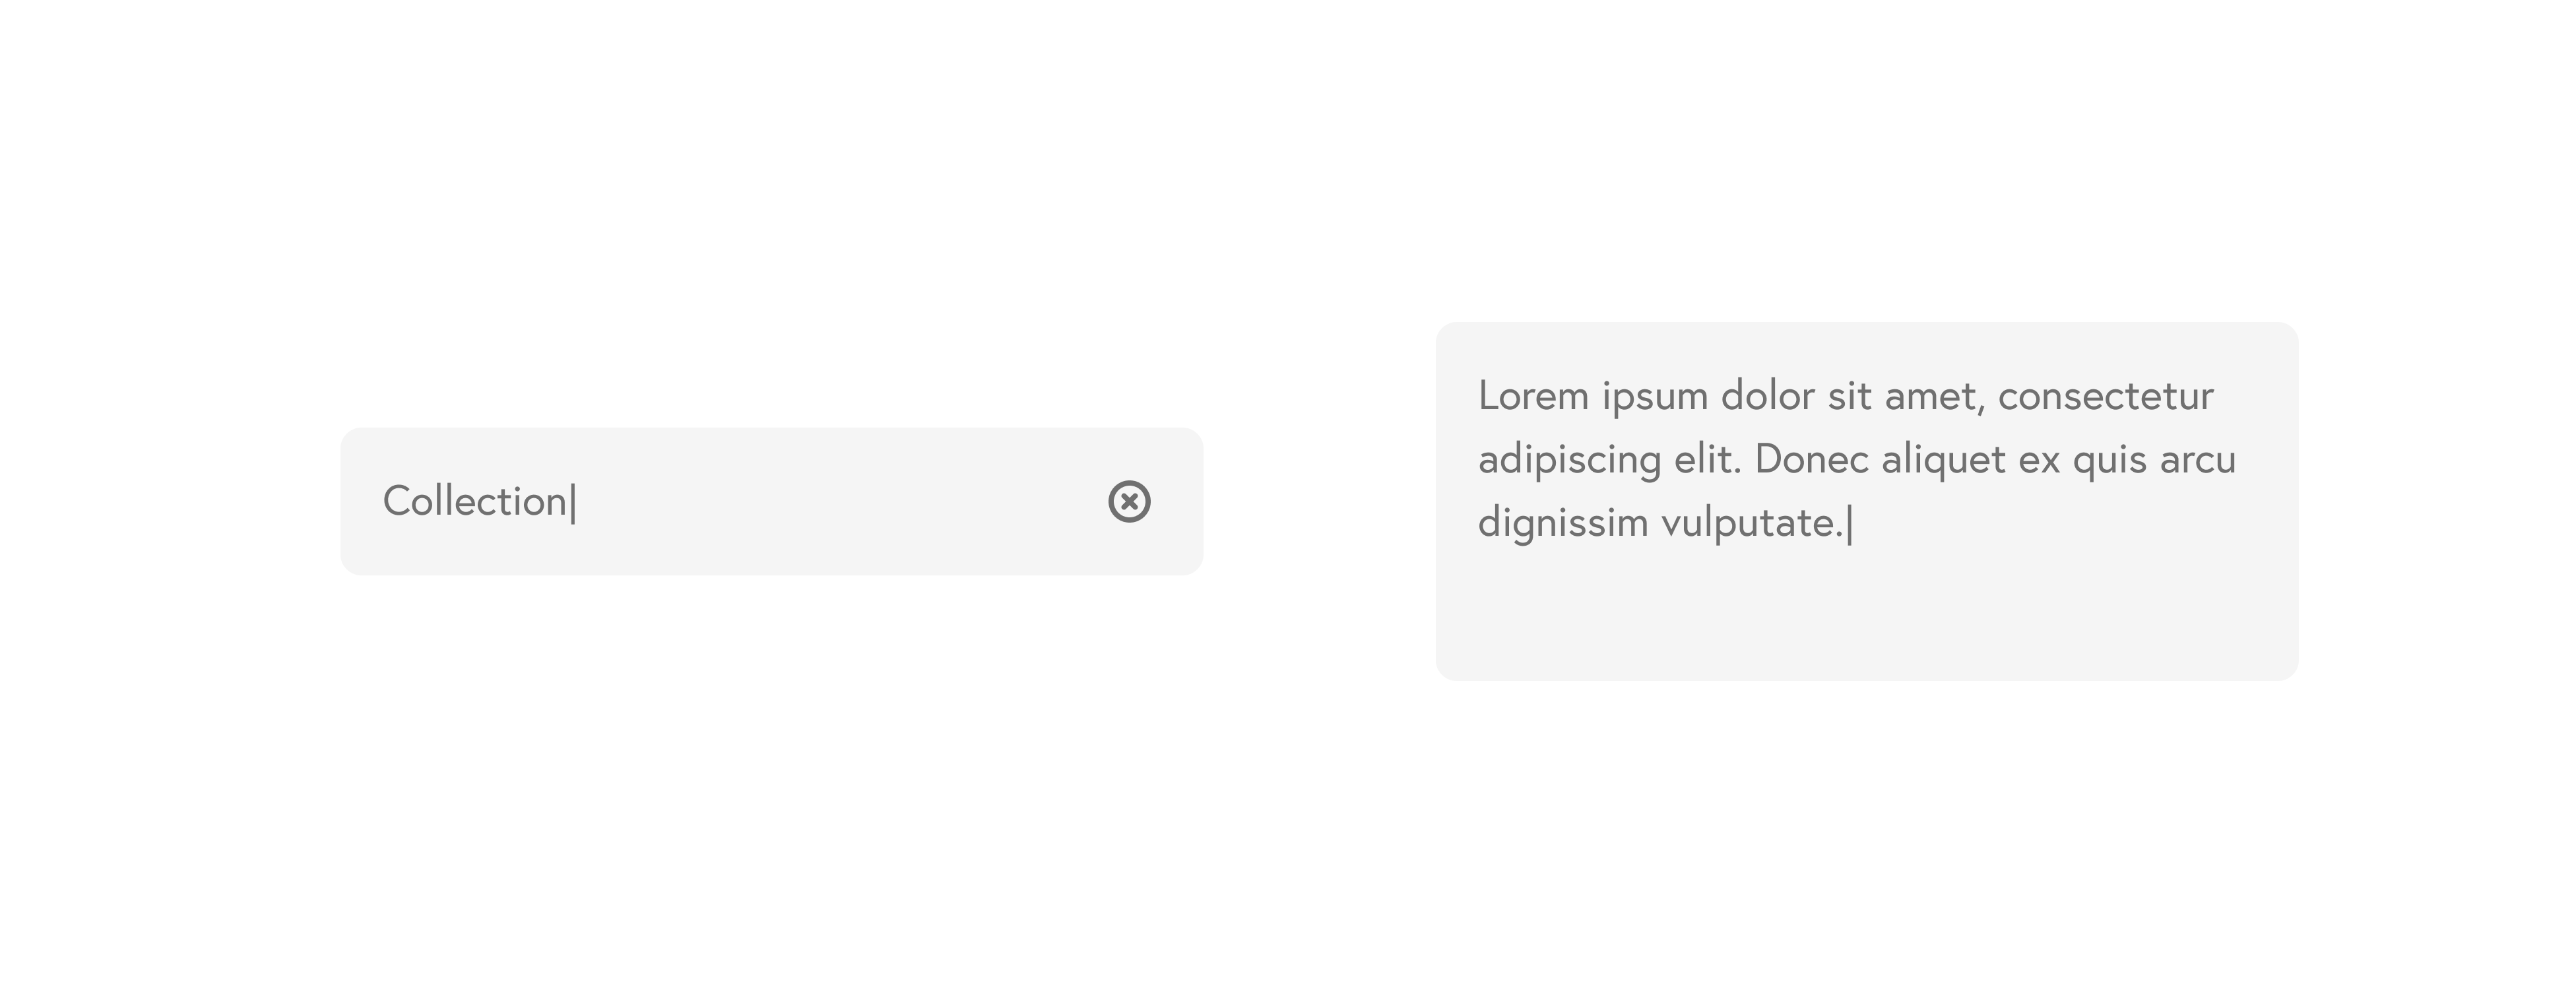 Collection
Lorem ipsum dolor sit amet, consectetur
adipiscing elit. Donec aliquet ex quis arcu
dignissim vulputate.